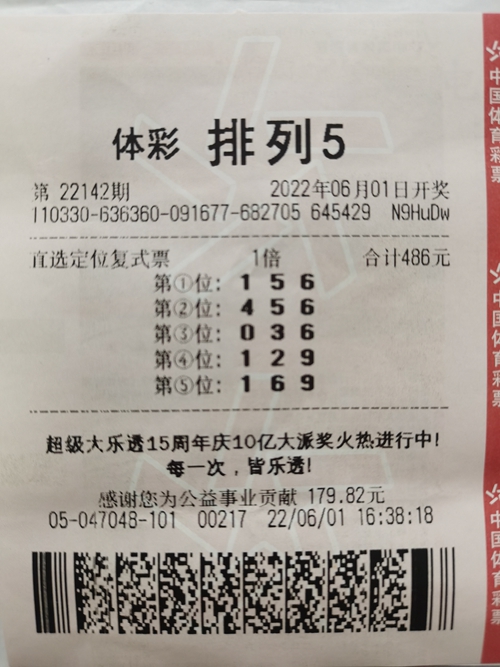 体彩 排列5
第 22142期 2022年06月01日开奖
110330-636360-091677-682705 645429 N9HuDw
直选定位复式票 1倍 合计486元
第①位: 1 5 6
第②位: 4 5 6
第③位: 0 3 6
第④位: 1 2 9
第⑤位: 1 6 9
超级大乐透15周年庆10亿大派奖火热进行中!
每一次，皆乐透!
感谢您为公益事业贡献 179.82元
05-047048-101 00217 22/06/01 16:38:18
中国体育彩票
中国体育彩票
中国体育彩票